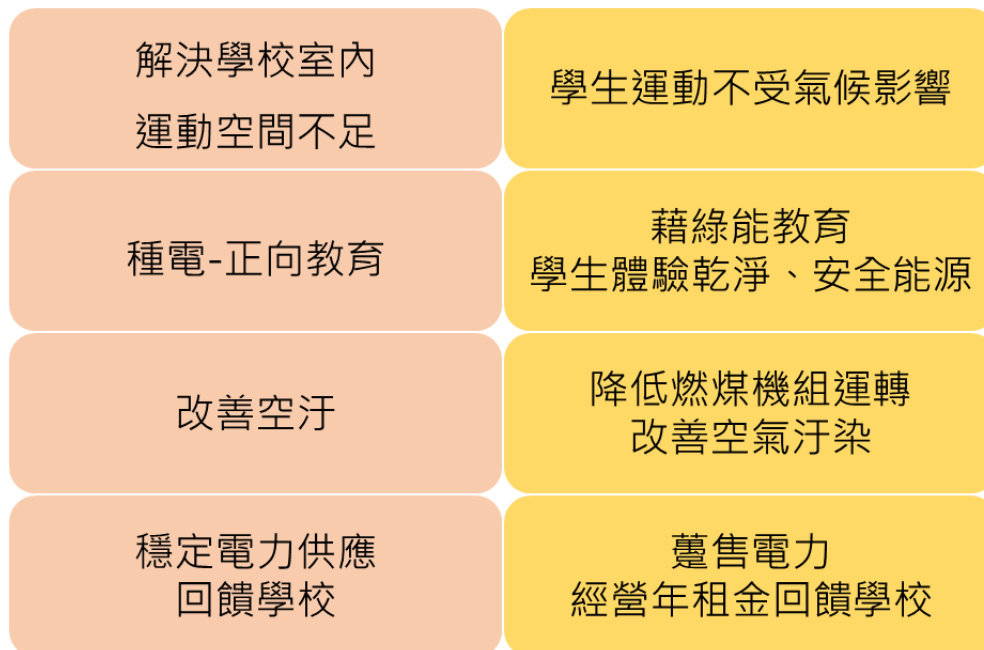 解決學校室內
運動空間不足
學生運動不受氣候影響
種電-正向教育
藉綠能教育
學生體驗乾淨、安全能源
改善空汙
降低燃煤機組運轉
改善空氣汙染
穩定電力供應
回饋學校
躉售電力
經營年租金回饋學校